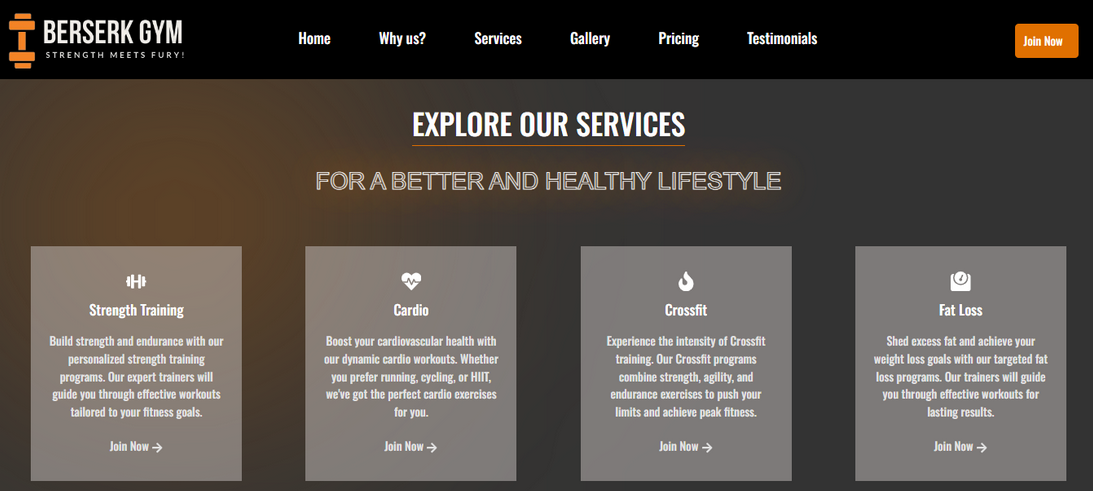 BERSERK GYM
STRENGTH MEETS FURY!
Home
Why us?
Services
Gallery
Pricing
Testimonials
Join Now
EXPLORE OUR SERVICES
FOR A BETTER AND HEALTHY LIFESTYLE
Strength Training
Build strength and endurance with our
personalized strength training
programs. Our expert trainers will
guide you through effective workouts
tailored to your fitness goals.
Join Now →
Cardio
Boost your cardiovascular health with
our dynamic cardio workouts. Whether
you prefer running, cycling, or HIIT,
we've got the perfect cardio exercises
for you.
Join Now →
Crossfit
Experience the intensity of Crossfit
training. Our Crossfit programs
combine strength, agility, and
endurance exercises to push your
limits and achieve peak fitness.
Join Now →
Fat Loss
Shed excess fat and achieve your
weight loss goals with our targeted fat
loss programs. Our trainers will guide
you through effective workouts for
lasting results.
Join Now →